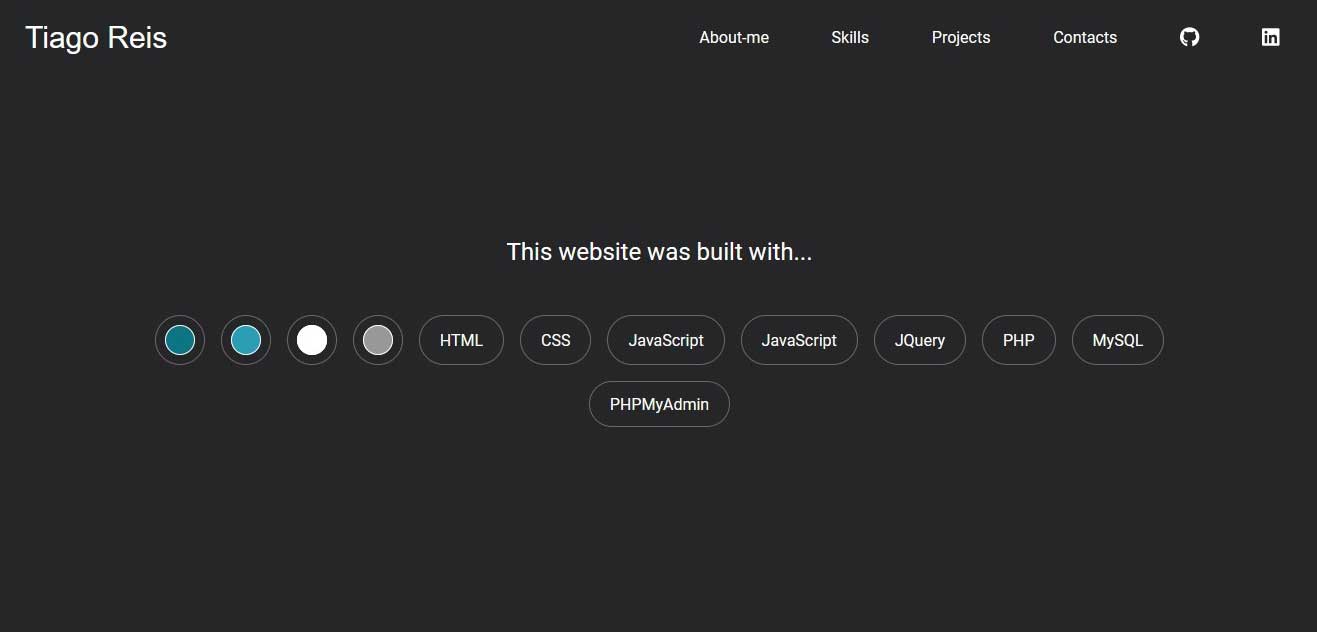 Tiago Reis About-me Skills Projects Contacts in
This website was built with...
HTML CSS JavaScript JavaScript JQuery PHP MySQL
PHPMyAdmin